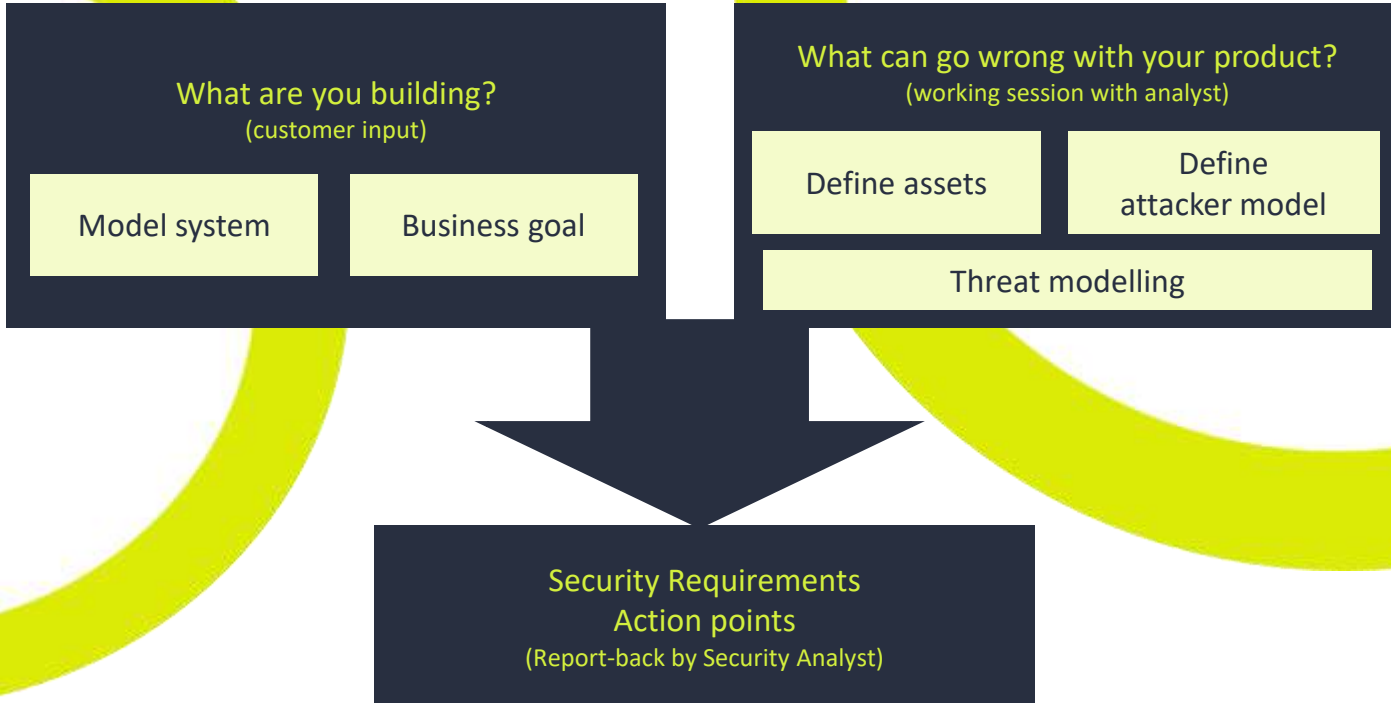 What are you building?
(customer input)
Model system
Business goal
What can go wrong with your product?
(working session with analyst)
Define assets
Define
attacker model
Threat modelling
Security Requirements
Action points
(Report-back by Security Analyst)